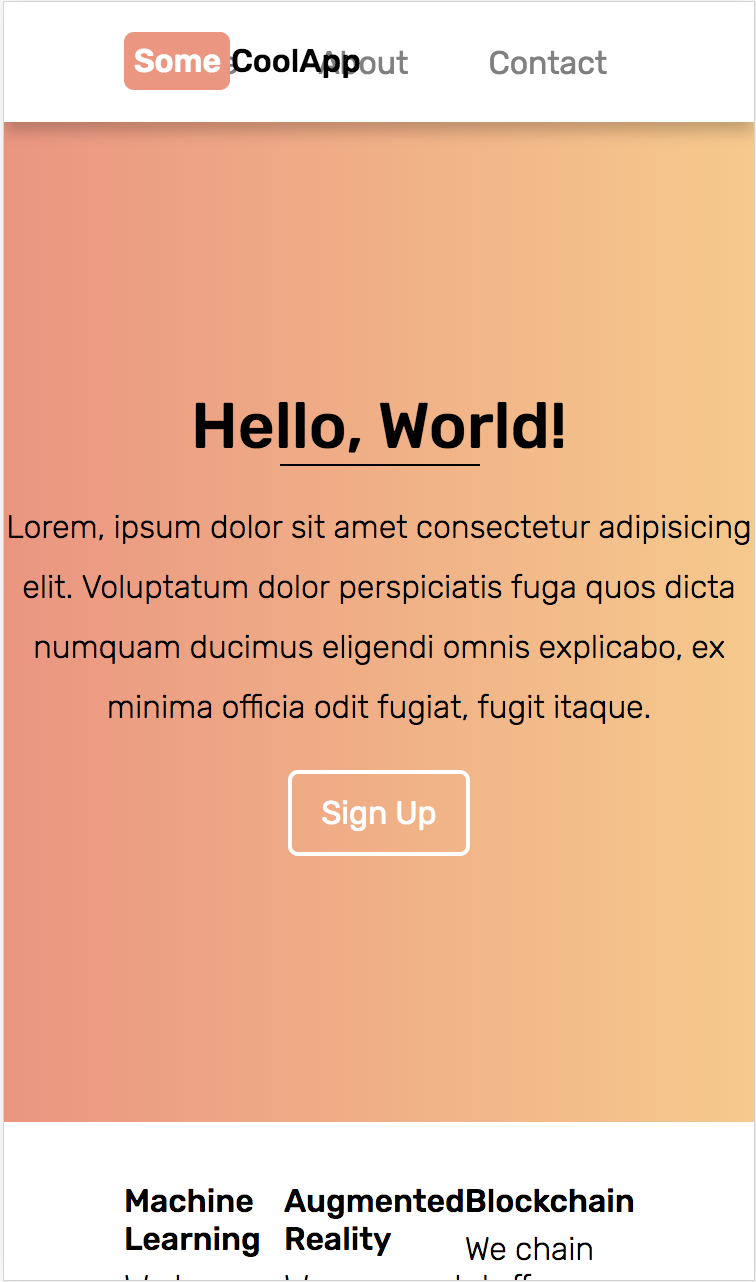 Some CoolApp About Contact
Hello, World!
Lorem, ipsum dolor sit amet consectetur adipisicing
elit. Voluptatum dolor perspiciatis fuga quos dicta
numquam ducimus eligendi omnis explicabo, ex
minima officia odit fugiat, fugit itaque.
Sign Up
Machine
Learning
Augmented
Reality
Blockchain
We chain